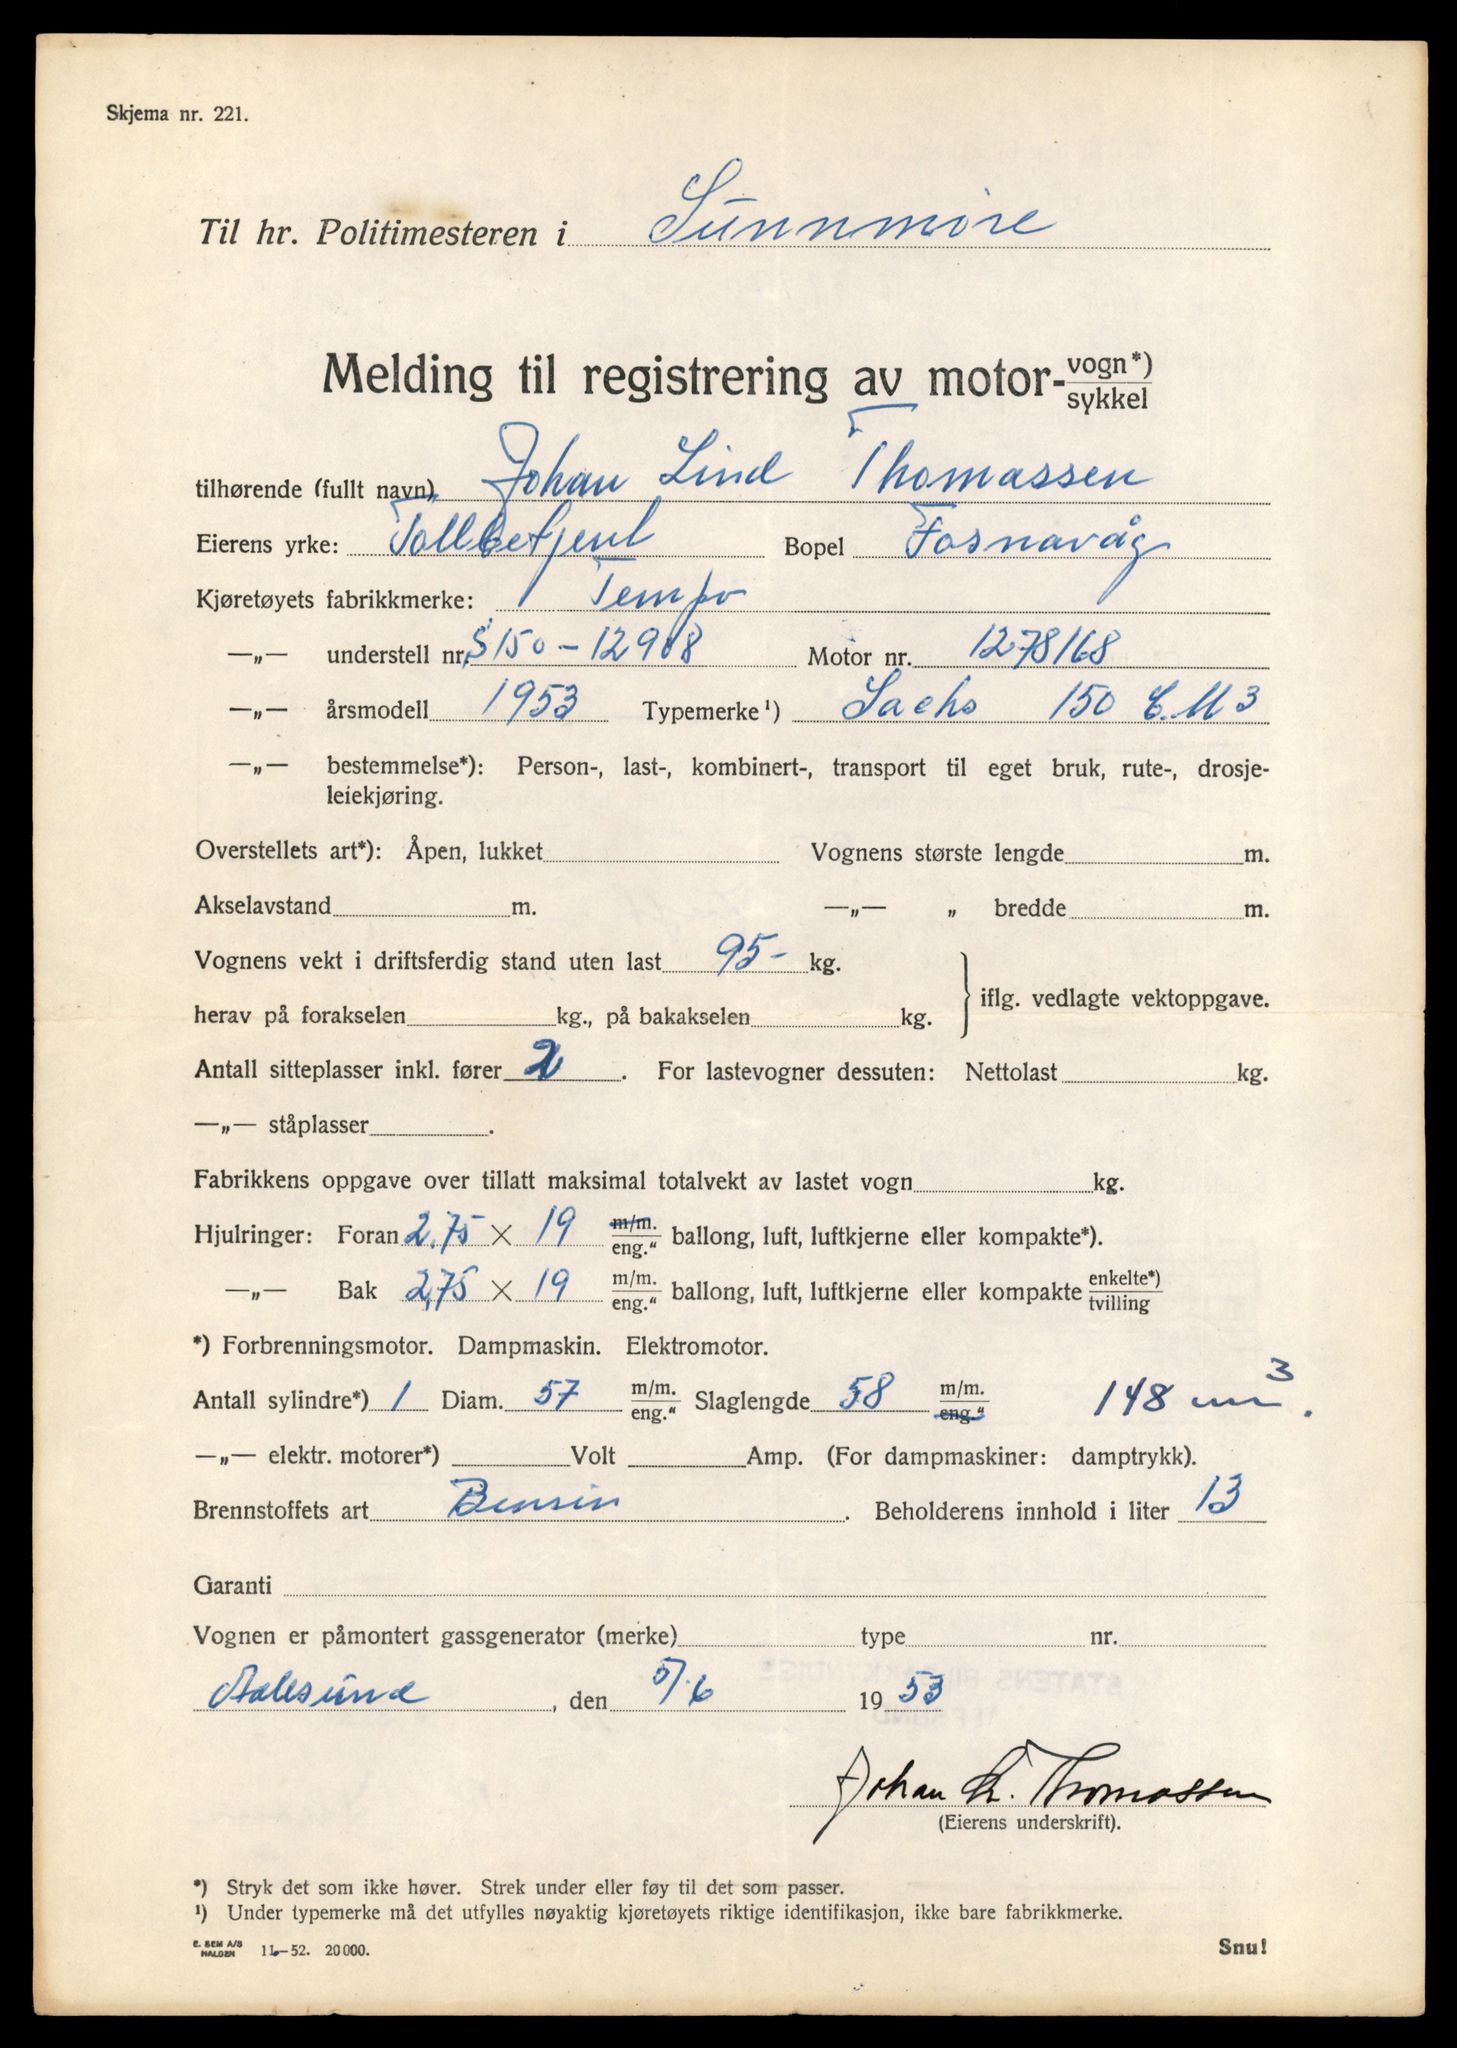 Skjema nr. 221.
Til hr. Politimesteren i Sunnmöre
Melding til registrering av motor-vogn*)/sykkel
tilhørende (fullt navn) Johan Lind Thomassen
Eierens yrke: Tollbetjent Bopel Fosnavåg
Kjøretøyets fabrikkmerke: Tempo
—„— understell nr. S150-12908 Motor nr. 1278168
—„— årsmodell 1953 Typemerke¹) Sachs 150 C.M3
—„— bestemmelse*): Person-, last-, kombinert-, transport til eget bruk, rute-, drosje-
leiekjøring.
Overstellets art*): Åpen, lukket Vognens største lengde m.
Akselavstand m. —„— „ bredde m.
Vognens vekt i driftsferdig stand uten last 95- kg.
herav på forakselen kg., på bakakselen kg. iflg. vedlagte vektoppgave.
Antall sitteplasser inkl. fører 2. For lastevogner dessuten: Nettolast kg.
—„— ståplasser.
Fabrikkens oppgave over tillatt maksimal totalvekt av lastet vogn kg.
Hjulringer: Foran 2,75 × 19 m/m./eng.“ ballong, luft, luftkjerne eller kompakte*).
—„— Bak 2,75 × 19 m/m./eng.“ ballong, luft, luftkjerne eller kompakte enkelte*)/tvilling
*) Forbrenningsmotor. Dampmaskin. Elektromotor.
Antall sylindre*) 1 Diam. 57 m/m./eng.“ Slaglengde 58 m/m./eng.“ 148 cm3.
—„— elektr. motorer*) Volt Amp. (For dampmaskiner: damptrykk).
Brennstoffets art Bensin. Beholderens innhold i liter 13
Garanti
Vognen er påmontert gassgenerator (merke) type nr.
Aalesund, den 5/6 1953
Johan L. Thomassen
(Eierens underskrift).
*) Stryk det som ikke høver. Strek under eller føy til det som passer.
¹) Under typemerke må det utfylles nøyaktig kjøretøyets riktige identifikasjon, ikke bare fabrikkmerke.
E. SEM A/S HALDEN 11-52. 20000. Snu!